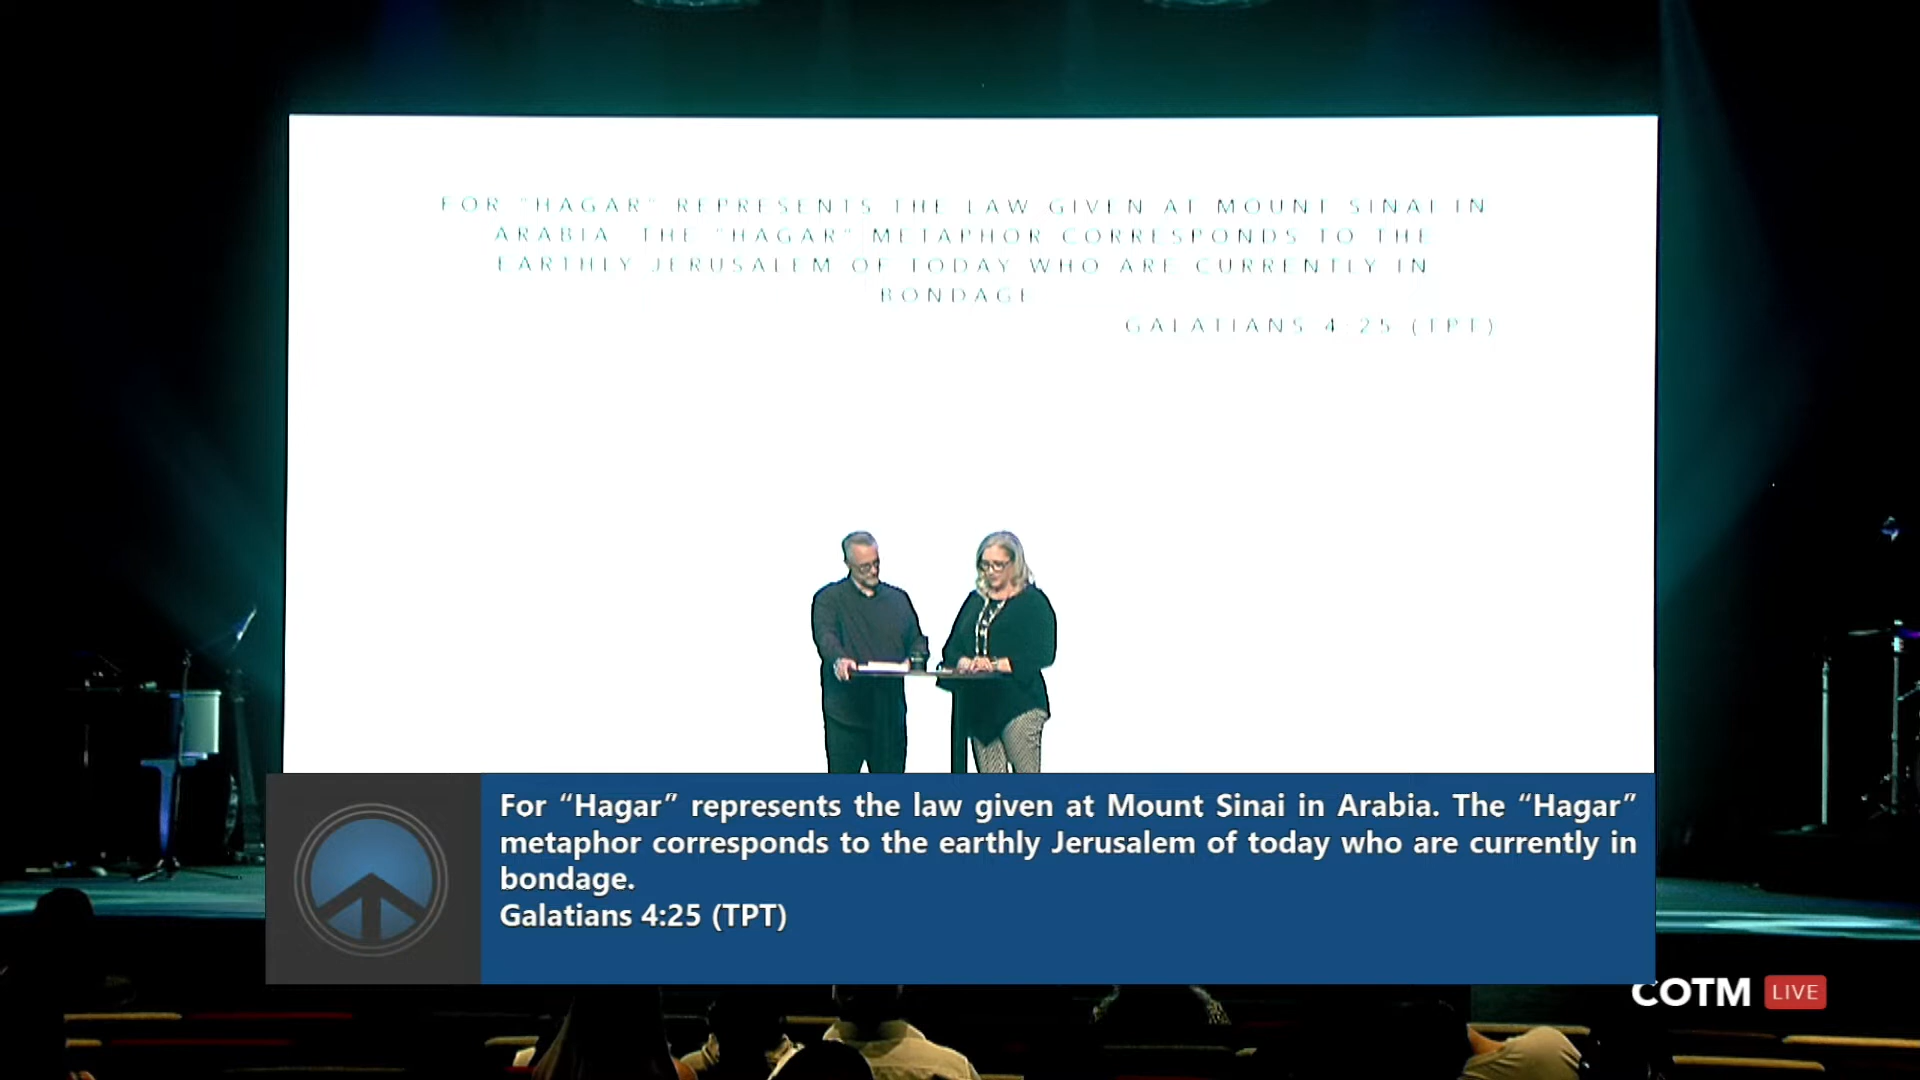 FOR "HAGAR" REPRESENTS THE LAW GIVEN AT MOUNT SINAI IN
ARABIA. THE "HAGAR" METAPHOR CORRESPONDS TO THE
EARTHLY JERUSALEM OF TODAY WHO ARE CURRENTLY IN
BONDAGE.
GALATIANS 4:25 (TPT)
For “Hagar” represents the law given at Mount Sinai in Arabia. The “Hagar”
metaphor corresponds to the earthly Jerusalem of today who are currently in
bondage.
Galatians 4:25 (TPT)
COTM LIVE